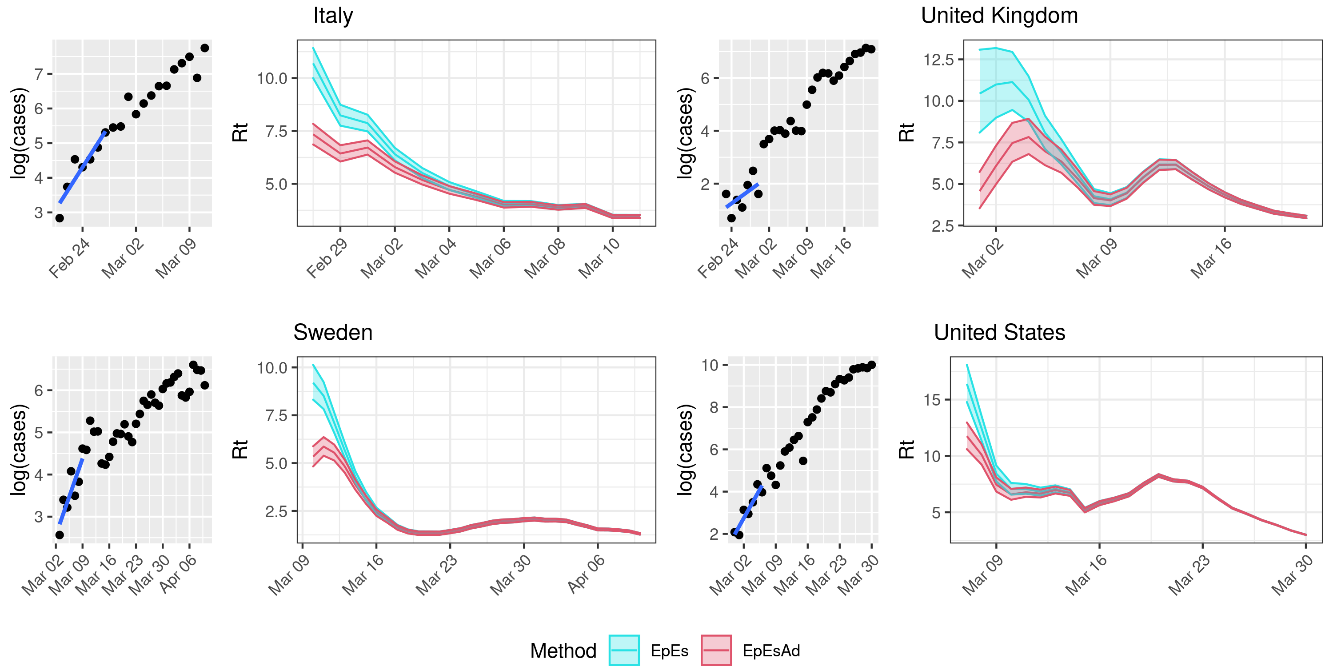 Italy
log(cases)
7
6
5
4
3
Feb 24
Mar 02
Mar 09
Rt
10.0
7.5
5.0
Feb 29
Mar 02
Mar 04
Mar 06
Mar 08
Mar 10
United Kingdom
log(cases)
6
4
2
Feb 24
Mar 02
Mar 09
Mar 16
Rt
12.5
10.0
7.5
5.0
2.5
Mar 02
Mar 09
Mar 16
Sweden
log(cases)
6
5
4
3
Mar 02
Mar 09
Mar 16
Mar 23
Mar 30
Apr 06
Rt
10.0
7.5
5.0
2.5
Mar 09
Mar 16
Mar 23
Mar 30
Apr 06
United States
log(cases)
10
8
6
4
2
Mar 02
Mar 09
Mar 16
Mar 23
Mar 30
Rt
15
10
5
Mar 09
Mar 16
Mar 23
Mar 30
Method EpEs EpEsAd